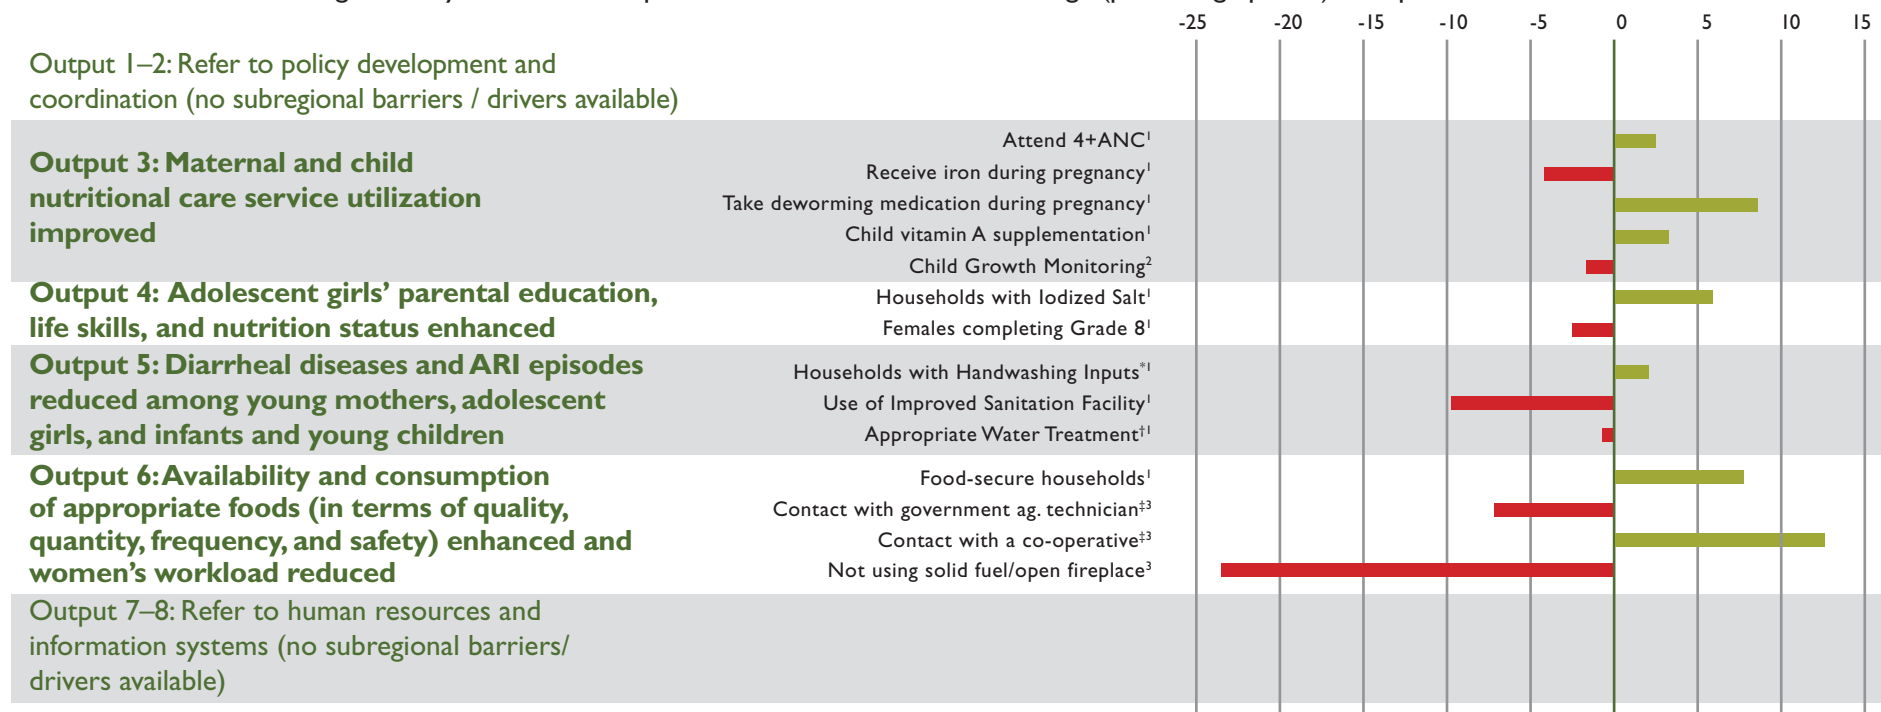 -25 -20 -15 -10 -5 0 5 10 15
Output 1–2: Refer to policy development and
coordination (no subregional barriers / drivers available)
Output 3: Maternal and child
nutritional care service utilization
improved
Attend 4+ANC¹
Receive iron during pregnancy¹
Take deworming medication during pregnancy¹
Child vitamin A supplementation¹
Child Growth Monitoring²
Output 4: Adolescent girls’ parental education,
life skills, and nutrition status enhanced
Households with Iodized Salt¹
Females completing Grade 8¹
Output 5: Diarrheal diseases and ARI episodes
reduced among young mothers, adolescent
girls, and infants and young children
Households with Handwashing Inputs*¹
Use of Improved Sanitation Facility¹
Appropriate Water Treatment†¹
Output 6: Availability and consumption
of appropriate foods (in terms of quality,
quantity, frequency, and safety) enhanced and
women’s workload reduced
Food-secure households¹
Contact with government ag. technician‡³
Contact with a co-operative‡³
Not using solid fuel/open fireplace³
Output 7–8: Refer to human resources and
information systems (no subregional barriers/
drivers available)